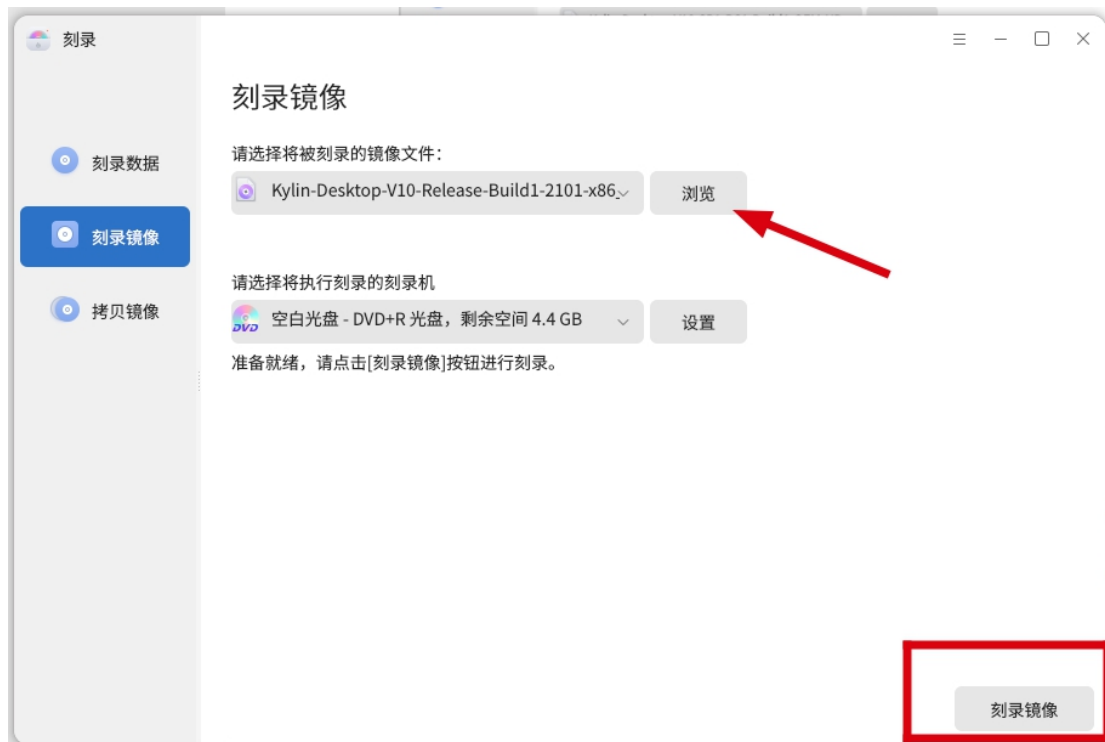 刻录
刻录镜像
刻录数据
刻录镜像
拷贝镜像
请选择将被刻录的镜像文件：
Kylin-Desktop-V10-Release-Build1-2101-x86_
浏览
请选择将执行刻录的刻录机
DVD
空白光盘 - DVD+R 光盘，剩余空间 4.4 GB
设置
准备就绪，请点击[刻录镜像]按钮进行刻录。
刻录镜像